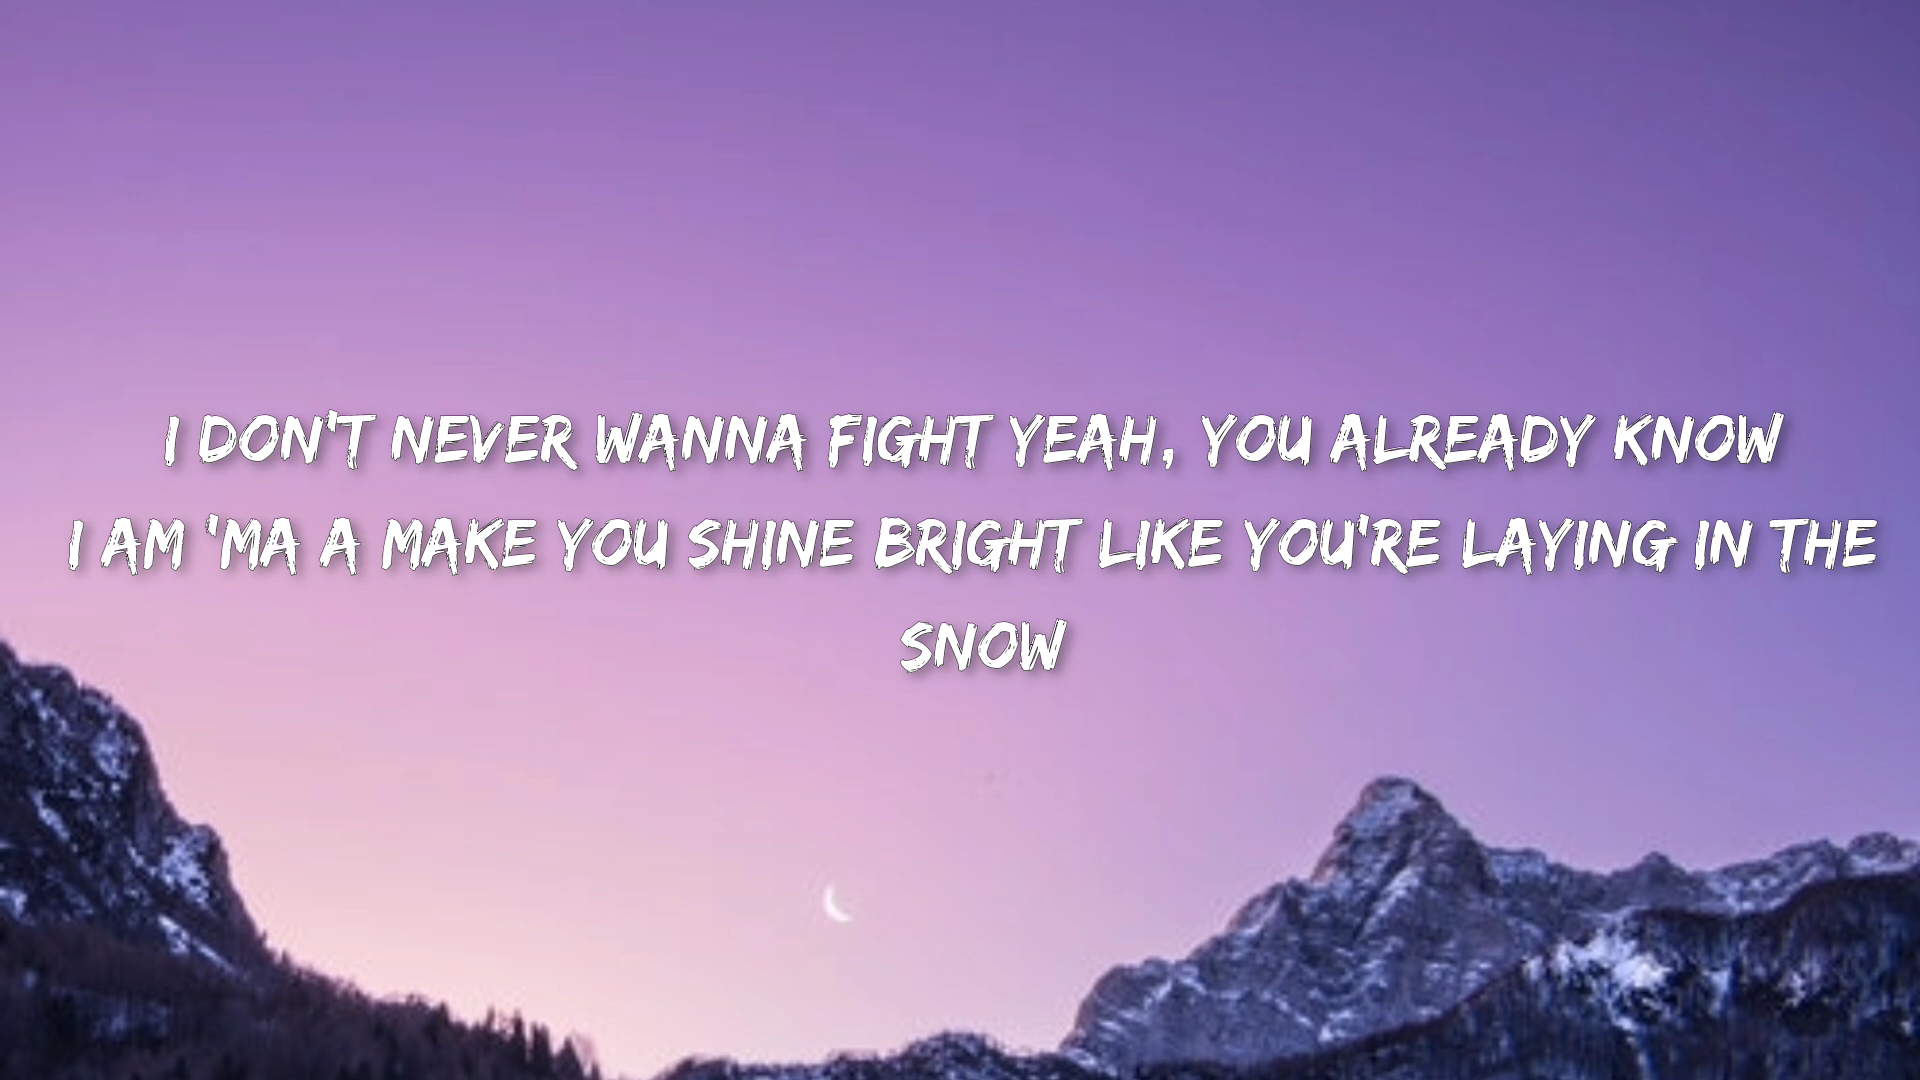 I DON'T NEVER WANNA FIGHT YEAH, YOU ALREADY KNOW
I AM 'MA A MAKE YOU SHINE BRIGHT LIKE YOU'RE LAYING IN THE
SNOW